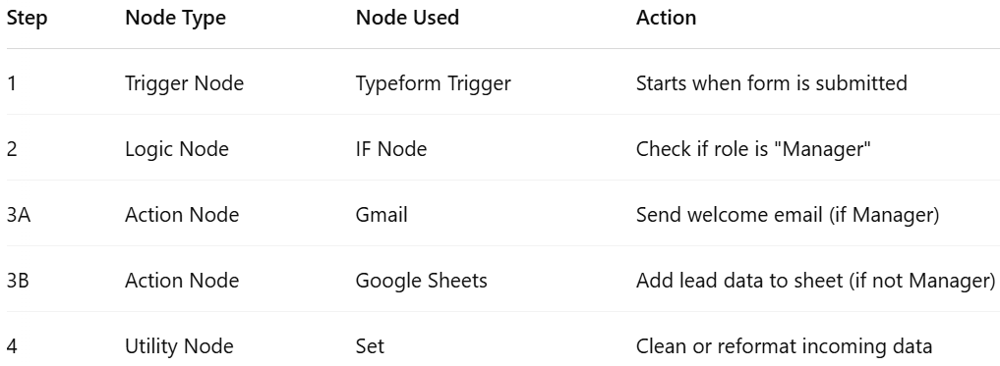 Step Node Type Node Used Action
1 Trigger Node Typeform Trigger Starts when form is submitted
2 Logic Node IF Node Check if role is "Manager"
3A Action Node Gmail Send welcome email (if Manager)
3B Action Node Google Sheets Add lead data to sheet (if not Manager)
4 Utility Node Set Clean or reformat incoming data